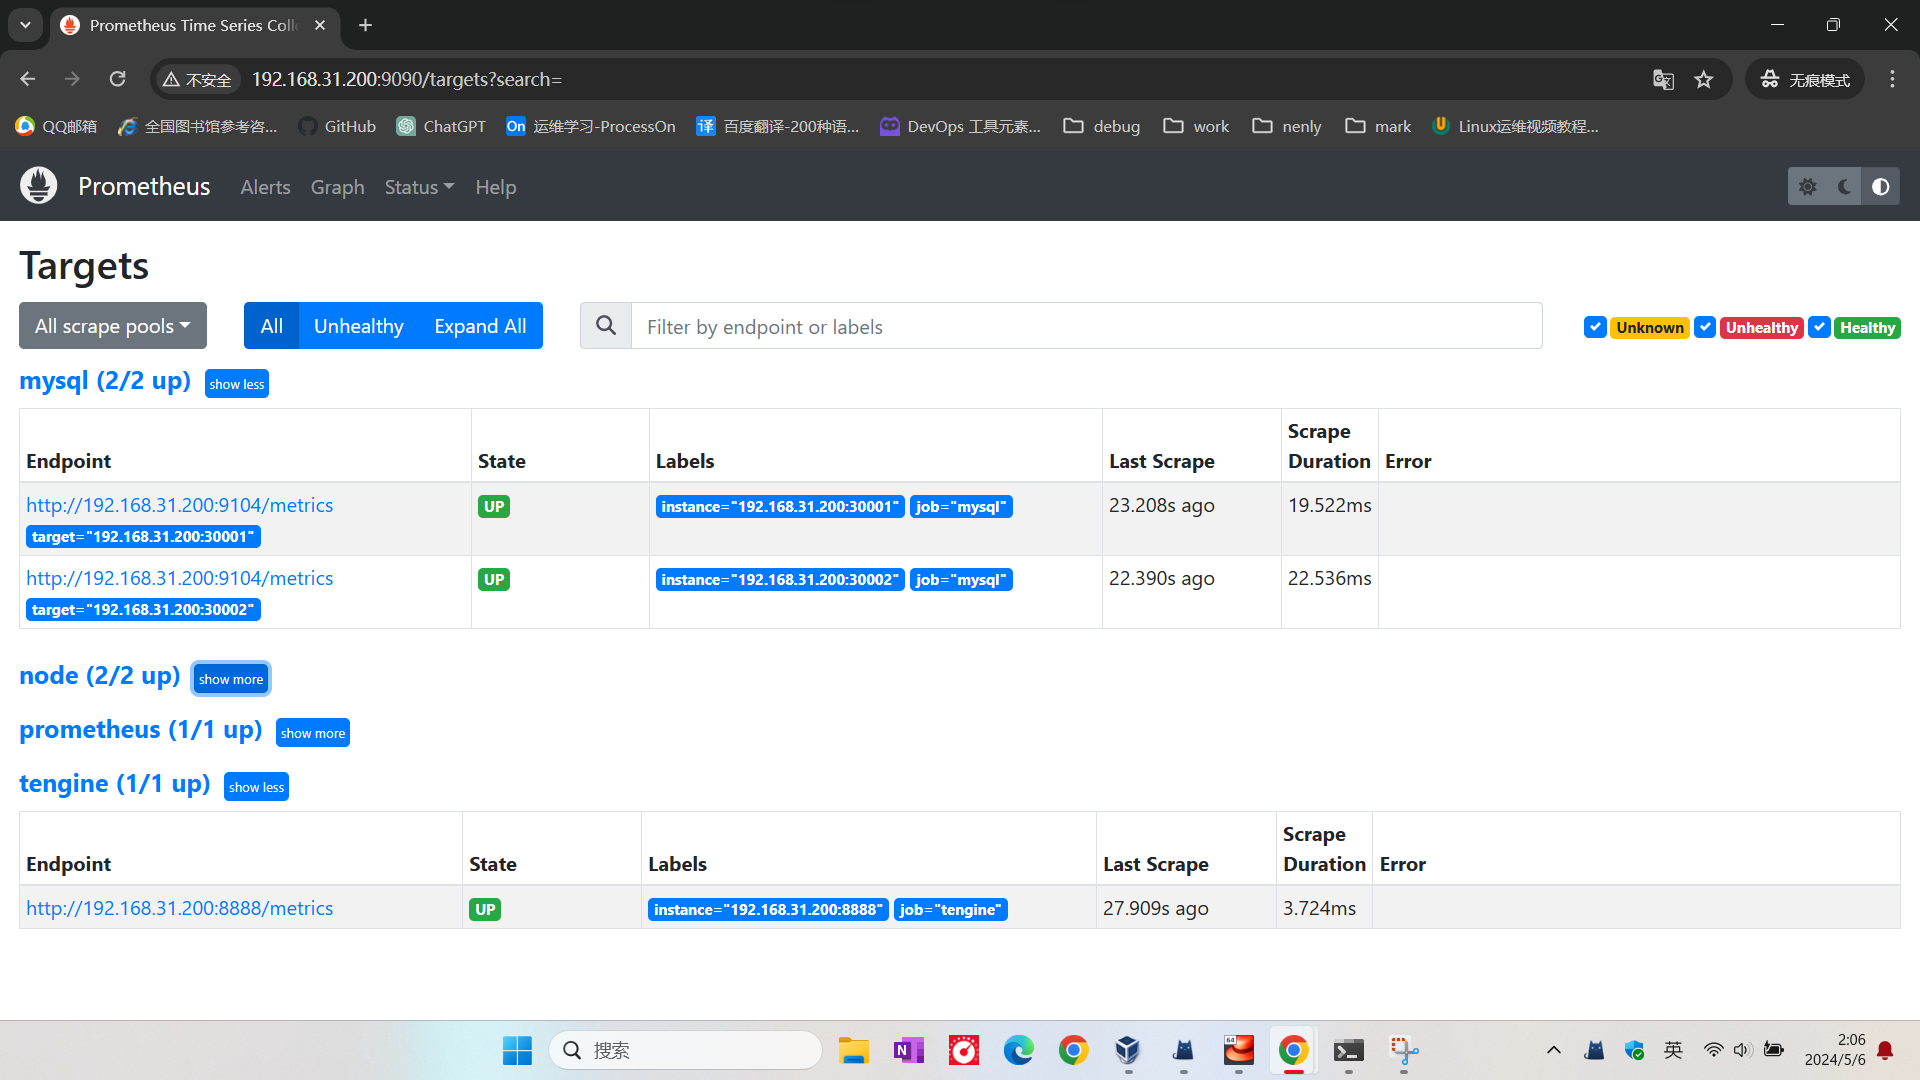 Prometheus Time Series Colle
不安全
192.168.31.200:9090/targets?search=
无痕模式
QQ邮箱
全国图书馆参考咨...
GitHub
ChatGPT
On
运维学习-ProcessOn
译
百度翻译-200种语...
DevOps 工具元素...
debug
work
nenly
mark
Linux运维视频教程...
Prometheus
Alerts
Graph
Status
Help
Targets
All scrape pools
All
Unhealthy
Expand All
Filter by endpoint or labels
Unknown
Unhealthy
Healthy
mysql (2/2 up)
show less
Endpoint
State
Labels
Last Scrape
Scrape
Duration
Error
http://192.168.31.200:9104/metrics
target="192.168.31.200:30001"
UP
instance="192.168.31.200:30001"
job="mysql"
23.208s ago
19.522ms
http://192.168.31.200:9104/metrics
target="192.168.31.200:30002"
UP
instance="192.168.31.200:30002"
job="mysql"
22.390s ago
22.536ms
node (2/2 up)
show more
prometheus (1/1 up)
show more
tengine (1/1 up)
show less
Endpoint
State
Labels
Last Scrape
Scrape
Duration
Error
http://192.168.31.200:8888/metrics
UP
instance="192.168.31.200:8888"
job="tengine"
27.909s ago
3.724ms
搜索
N
64
英
2:06
2024/5/6